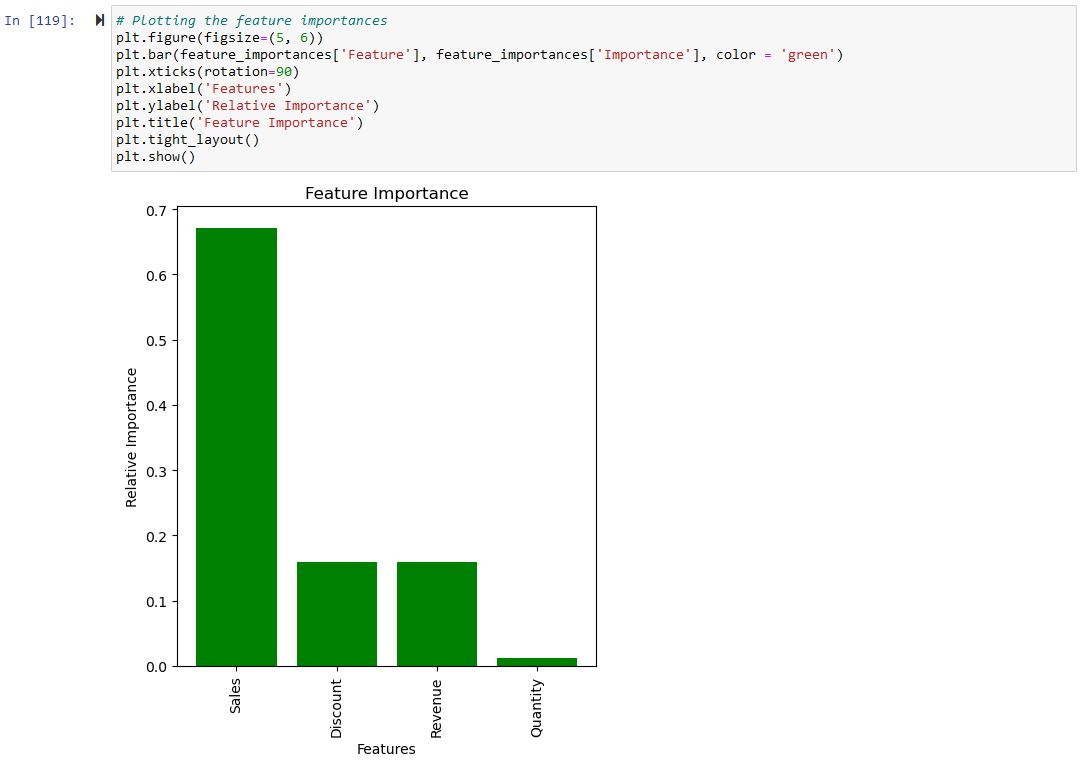 In [119]:
# Plotting the feature importances
plt.figure(figsize=(5, 6))
plt.bar(feature_importances['Feature'], feature_importances['Importance'], color = 'green')
plt.xticks(rotation=90)
plt.xlabel('Features')
plt.ylabel('Relative Importance')
plt.title('Feature Importance')
plt.tight_layout()
plt.show()
Feature Importance
0.7
0.6
0.5
0.4
0.3
0.2
0.1
0.0
Relative Importance
Sales
Discount
Revenue
Quantity
Features